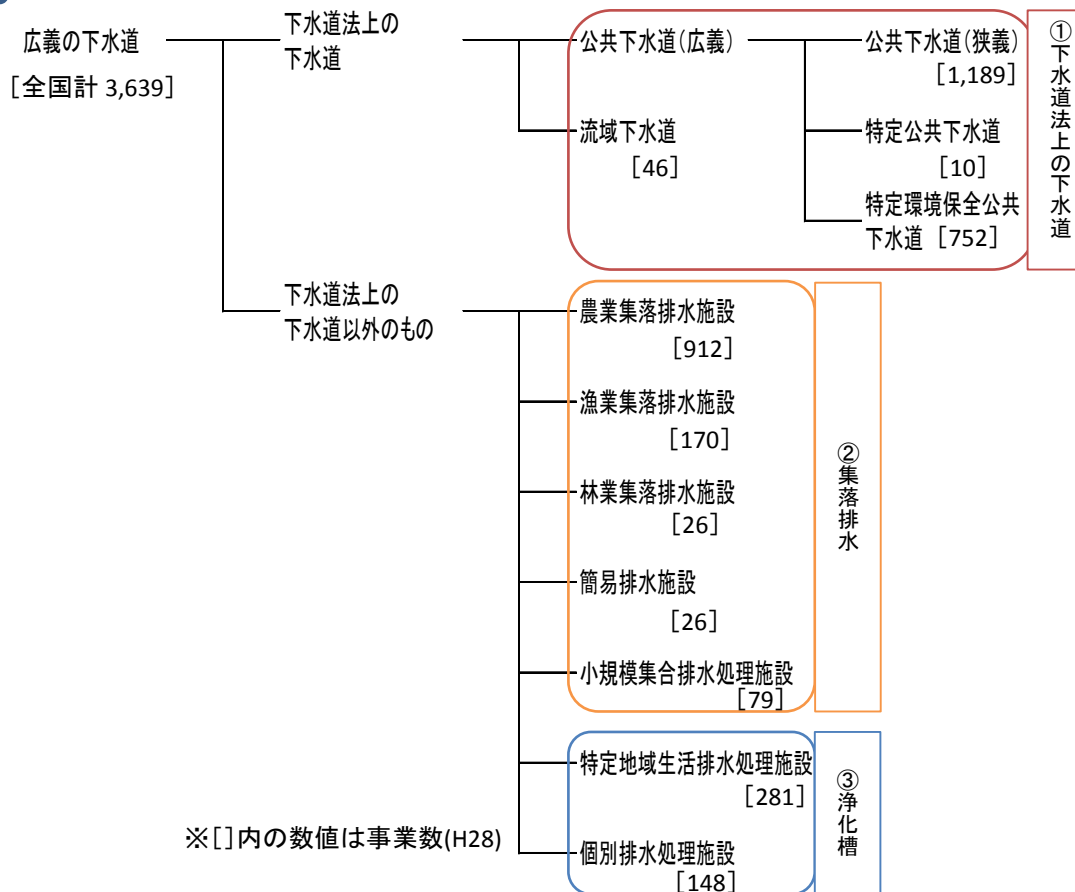 広義の下水道
[全国計 3,639]
下水道法上の
下水道
公共下水道(広義)
公共下水道(狭義)
[1,189]
流域下水道
[46]
特定公共下水道
[10]
特定環境保全公共
下水道 [752]
①下水道法上の下水道
下水道法上の
下水道以外のもの
農業集落排水施設
[912]
漁業集落排水施設
[170]
林業集落排水施設
[26]
簡易排水施設
[26]
小規模集合排水処理施設
[79]
②集落排水
特定地域生活排水処理施設
[281]
個別排水処理施設
[148]
③浄化槽
※[]内の数値は事業数(H28)